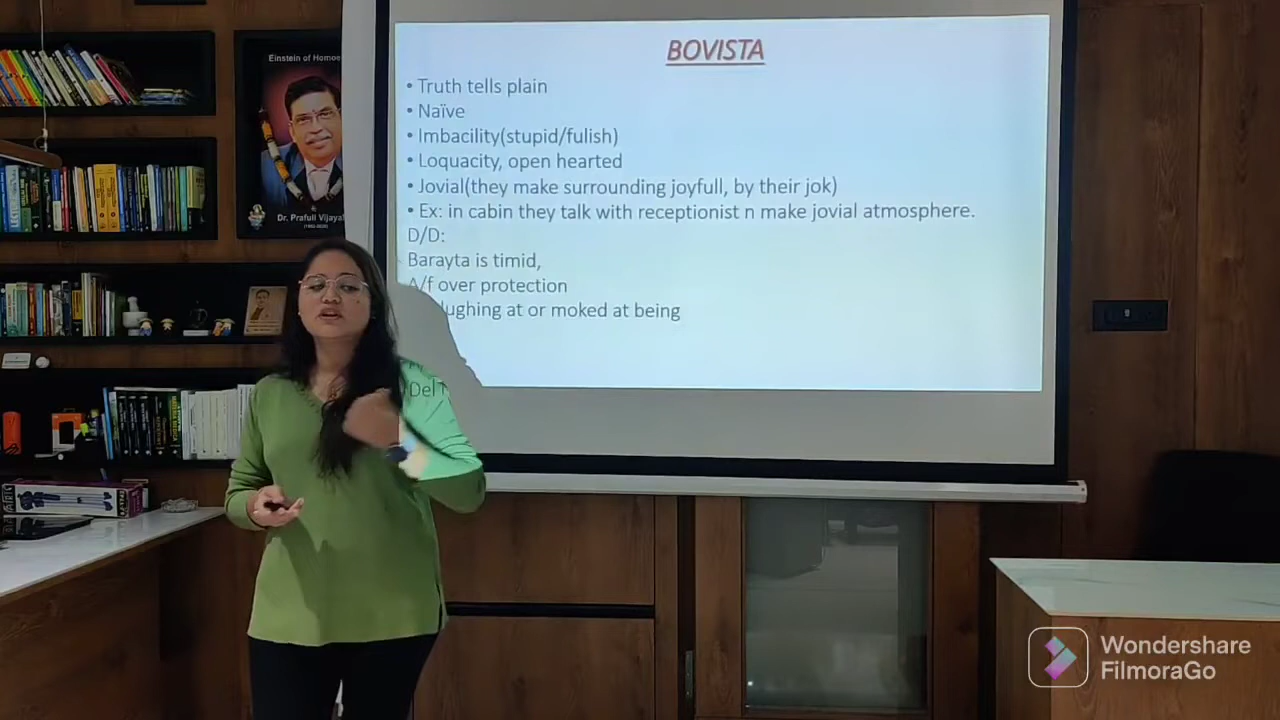 BOVISTA
• Truth tells plain
• Naïve
• Imbacility(stupid/fulish)
• Loquacity, open hearted
• Jovial(they make surrounding joyfull, by their jok)
• Ex: in cabin they talk with receptionist n make jovial atmosphere.
D/D:
Barayta is timid,
A/f over protection
ughing at or moked at being
Del
Einstein of Homoe
Dr. Prafull Vijaya
Wondershare
FilmoraGo